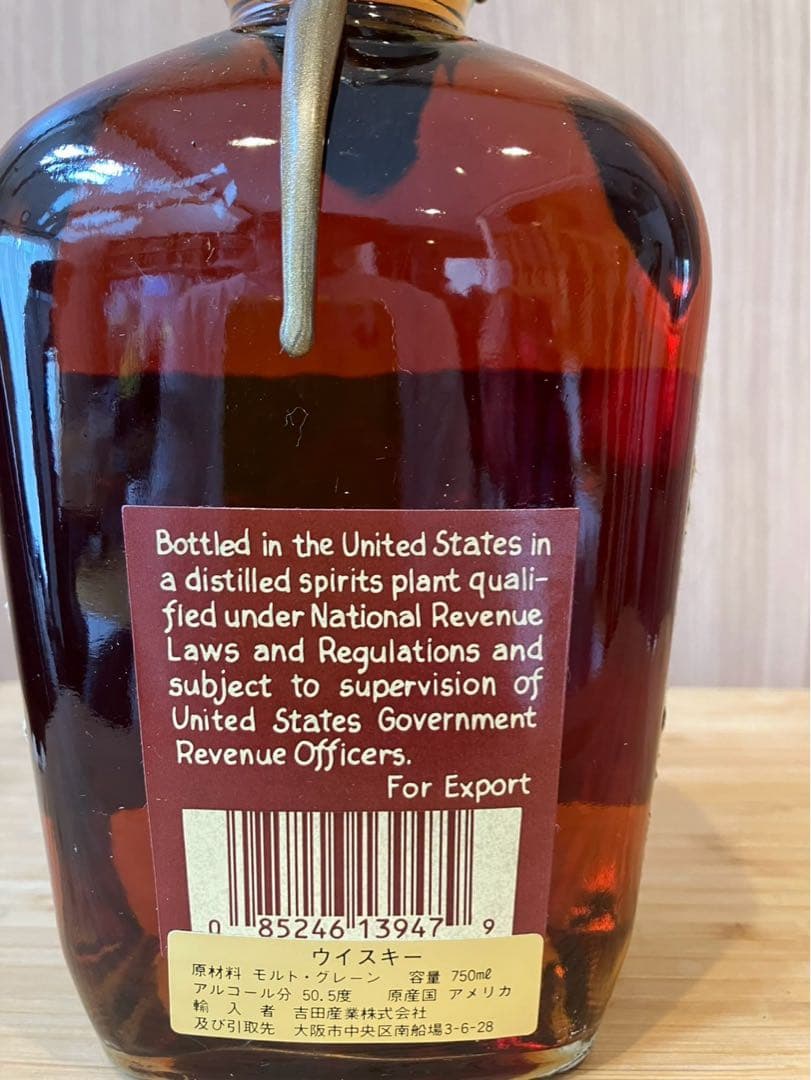 Bottled in the United States in
a distilled spirits plant quali-
fied under National Revenue
Laws and Regulations and
subject to supervision of
United States Government
Revenue Officers.
For Export
0 85246 13947 9
ウイスキー
原材料 モルト・グレーン 容量 750mℓ
アルコール分 50.5度 原産国 アメリカ
輸入者 吉田産業株式会社
及び引取先 大阪市中央区南船場3-6-28